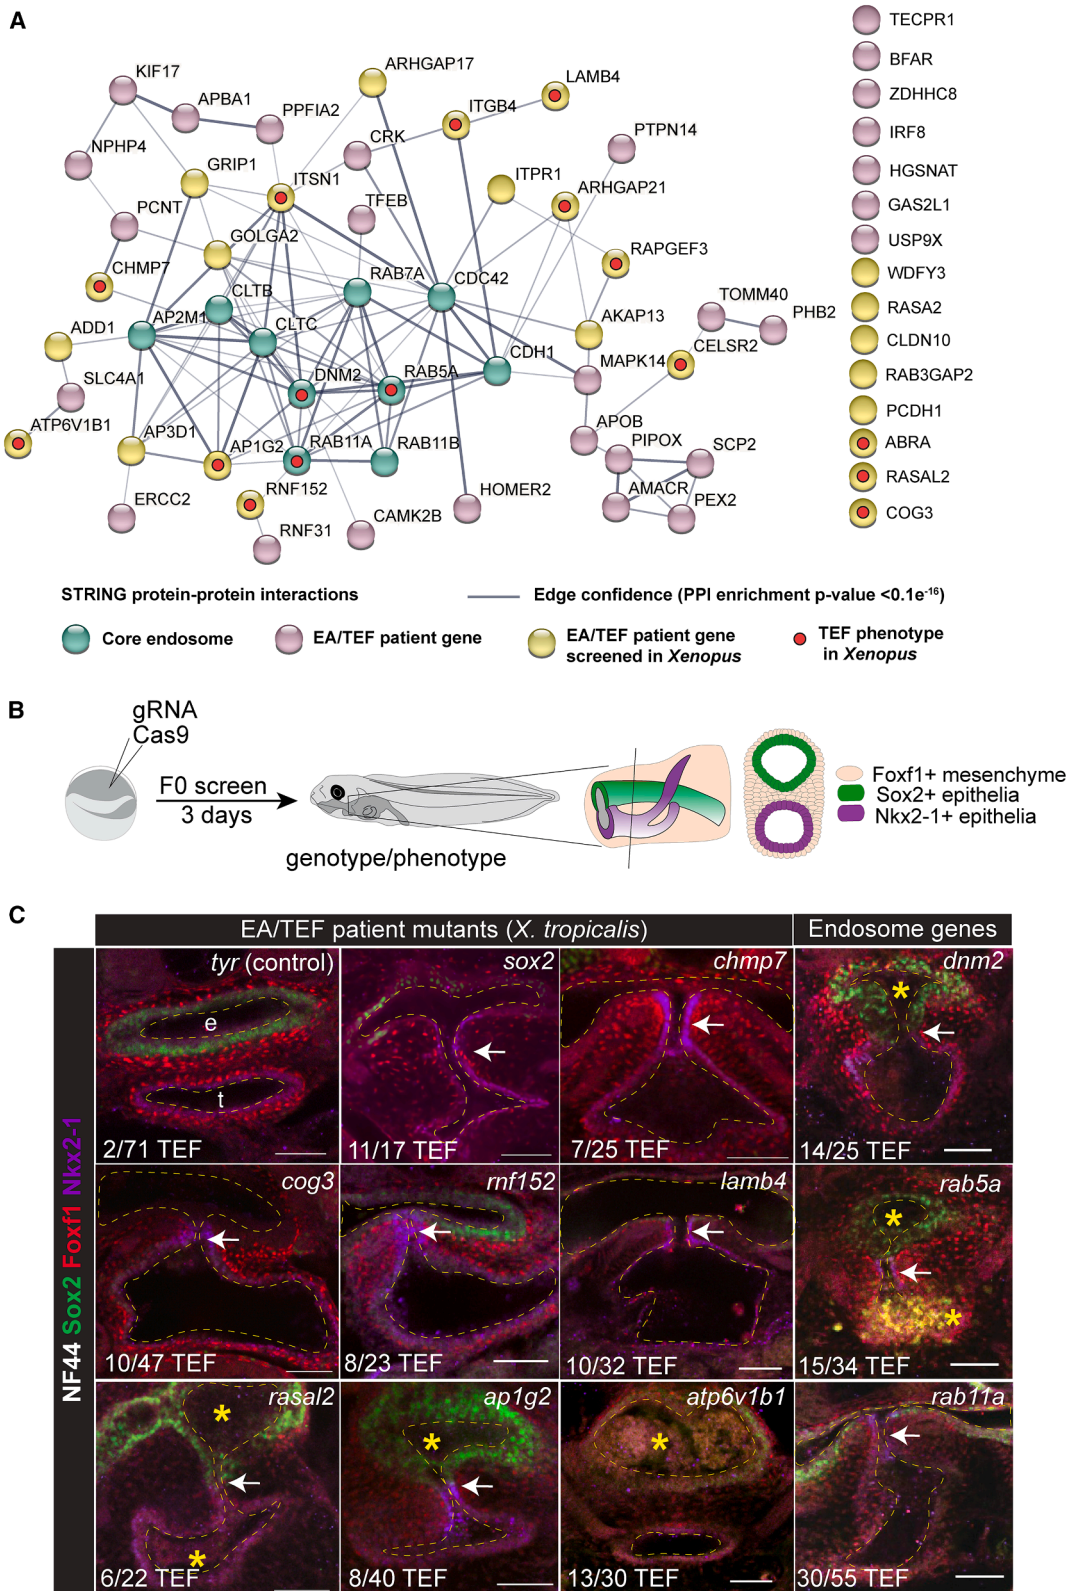 A
TECPR1
BFAR
ZDHHC8
IRF8
HGSNAT
GAS2L1
USP9X
WDFY3
RASA2
CLDN10
RAB3GAP2
PCDH1
ABRA
RASAL2
COG3
ARHGAP17
KIF17
LAMB4
APBA1
PPFIA2
ITGB4
CRK
PTPN14
NPHP4
GRIP1
ITSN1
ITPR1
ARHGAP21
TFEB
PCNT
GOLGA2
RAPGEF3
CHMP7
CLTB
RAB7A
CDC42
TOMM40
PHB2
ADD1
AP2M1
CLTC
AKAP13
CELSR2
CDH1
MAPK14
SLC4A1
DNM2
RAB5A
ATP6V1B1
AP3D1
AP1G2
RAB11A
RAB11B
APOB
PIPOX
SCP2
RNF152
HOMER2
AMACR
PEX2
ERCC2
RNF31
CAMK2B
STRING protein-protein interactions
Edge confidence (PPI enrichment p-value <0.1e-16)
Core endosome
EA/TEF patient gene
EA/TEF patient gene
screened in Xenopus
TEF phenotype
in Xenopus
B
gRNA
Cas9
F0 screen
3 days
genotype/phenotype
Foxf1+ mesenchyme
Sox2+ epithelia
Nkx2-1+ epithelia
C
EA/TEF patient mutants (X. tropicalis)
Endosome genes
NF44 Sox2 Foxf1 Nkx2-1
tyr (control)
e
t
2/71 TEF
sox2
11/17 TEF
chmp7
7/25 TEF
dnm2
*
14/25 TEF
cog3
10/47 TEF
rnf152
8/23 TEF
lamb4
10/32 TEF
rab5a
*
*
15/34 TEF
rasal2
*
*
6/22 TEF
ap1g2
*
8/40 TEF
atp6v1b1
*
13/30 TEF
rab11a
30/55 TEF